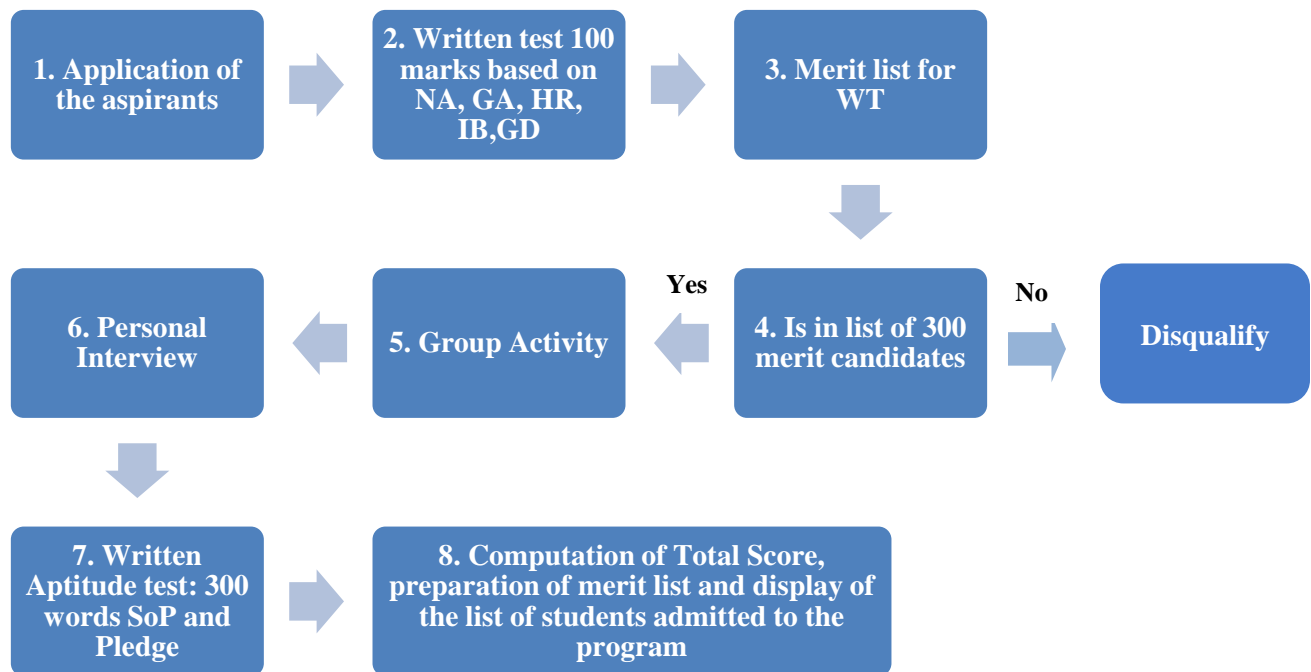 1. Application of
the aspirants
2. Written test 100
marks based on
NA, GA, HR,
IB,GD
3. Merit list for
WT
4. Is in list of 300
merit candidates
No
Disqualify
Yes
5. Group Activity
6. Personal
Interview
7. Written
Aptitude test: 300
words SoP and
Pledge
8. Computation of Total Score,
preparation of merit list and display of
the list of students admitted to the
program